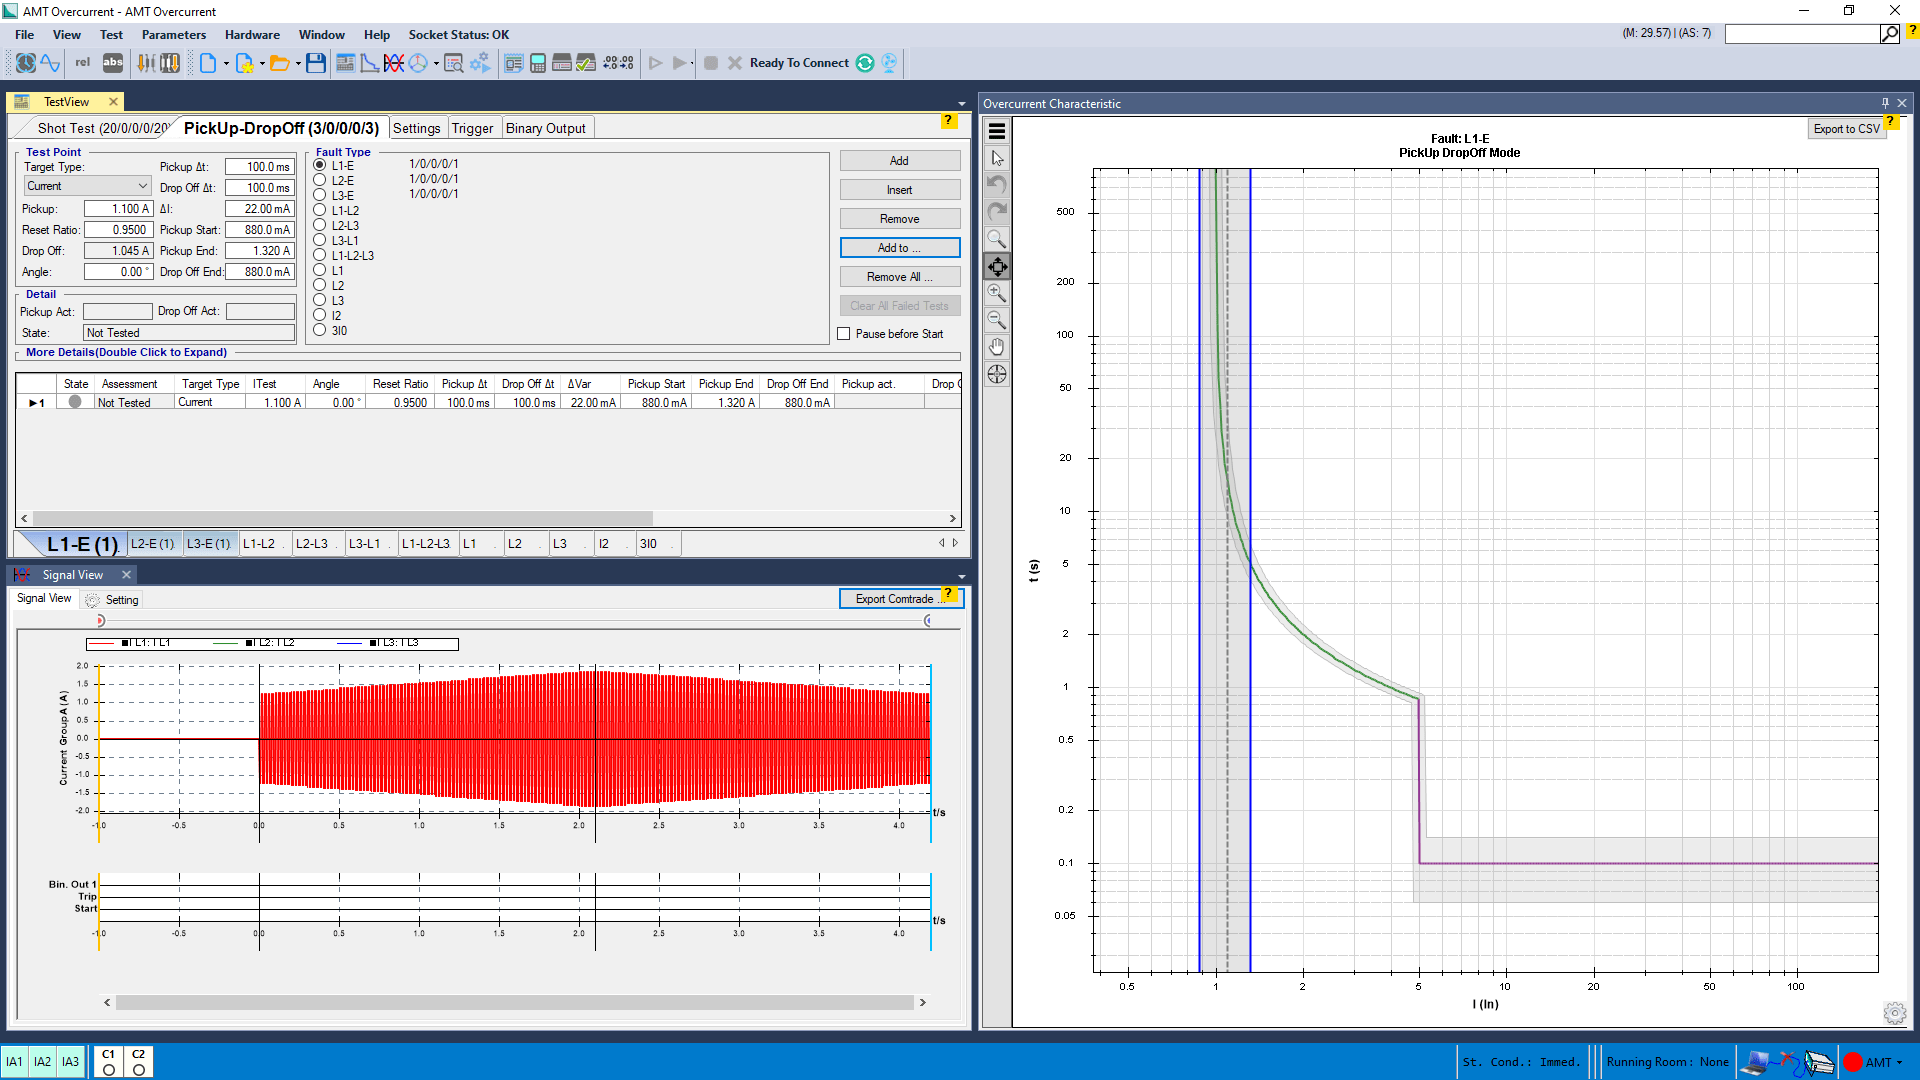 AMT Overcurrent - AMT Overcurrent
File View Test Parameters Hardware Window Help Socket Status: OK
(M: 29.57) | (AS: 7)
?
rel abs
Ready To Connect
TestView
Shot Test (20/0/0/0/20) PickUp-DropOff (3/0/0/0/3) Settings Trigger Binary Output
?
Test Point
Target Type:
Current
Pickup Δt: 100.0 ms
Drop Off Δt: 100.0 ms
Pickup: 1.100 A ΔI: 22.00 mA
Reset Ratio: 0.9500 Pickup Start: 880.0 mA
Drop Off: 1.045 A Pickup End: 1.320 A
Angle: 0.00 ° Drop Off End: 880.0 mA
Detail
Pickup Act: Drop Off Act:
State: Not Tested
Fault Type
L1-E 1/0/0/0/1
L2-E 1/0/0/0/1
L3-E 1/0/0/0/1
L1-L2
L2-L3
L3-L1
L1-L2-L3
L1
L2
L3
I2
3I0
Add
Insert
Remove
Add to ...
Remove All ...
Clear All Failed Tests
Pause before Start
More Details(Double Click to Expand)
State Assessment Target Type ITest Angle Reset Ratio Pickup Δt Drop Off Δt ΔVar Pickup Start Pickup End Drop Off End Pickup act. Drop
1 Not Tested Current 1.100 A 0.00 ° 0.9500 100.0 ms 100.0 ms 22.00 mA 880.0 mA 1.320 A 880.0 mA
L1-E (1) L2-E (1) L3-E (1) L1-L2 L2-L3 L3-L1 L1-L2-L3 L1 L2 L3 I2 3I0
Signal View
Signal View Setting
Export Comtrade ...
?
I L1: I L1 I L2: I L2 I L3: I L3
Current Group A (A)
2.0
1.5
1.0
0.5
0.0
-0.5
-1.0
-1.5
-2.0
-1.0 -0.5 0.0 0.5 1.0 1.5 2.0 2.5 3.0 3.5 4.0
t/s
Bin. Out 1
Trip
Start
t/s
-1.0 -0.5 0.0 0.5 1.0 1.5 2.0 2.5 3.0 3.5 4.0
Overcurrent Characteristic
Export to CSV
?
Fault: L1-E
PickUp DropOff Mode
t (s)
500
200
100
50
20
10
5
2
1
0.5
0.2
0.1
0.05
0.5 1 2 5 10 20 50 100
I (In)
IA1 IA2 IA3 C1 C2
St. Cond.: Immed. Running Room: None AMT